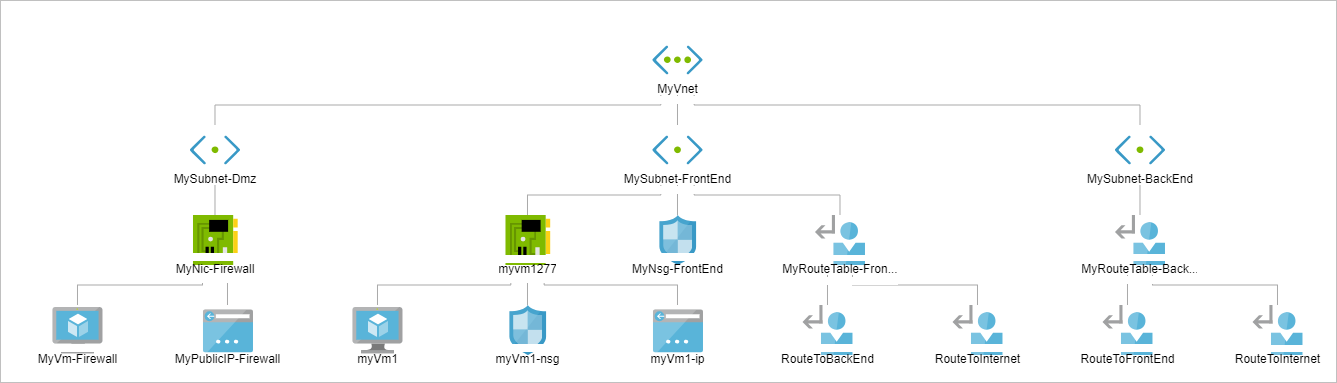 MyVnet
MySubnet-Dmz
MySubnet-FrontEnd
MySubnet-BackEnd
MyNic-Firewall
myvm1277
MyNsg-FrontEnd
MyRouteTable-Fron...
MyRouteTable-Back...
MyVm-Firewall
MyPublicIP-Firewall
myVm1
myVm1-nsg
myVm1-ip
RouteToBackEnd
RouteToInternet
RouteToFrontEnd
RouteToInternet